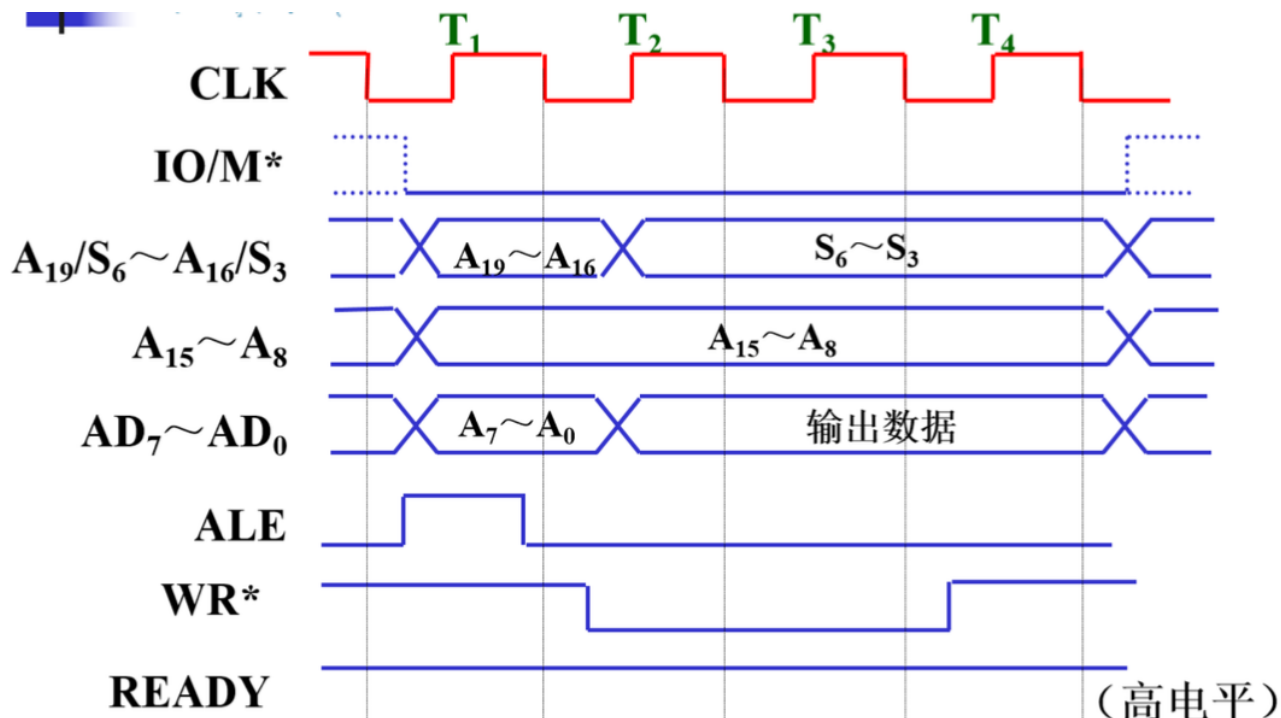 T₁ T₂ T₃ T₄
CLK
IO/M*
A₁₉/S₆～A₁₆/S₃ A₁₉～A₁₆ S₆～S₃
A₁₅～A₈ A₁₅～A₈
AD₇～AD₀ A₇～A₀ 输出数据
ALE
WR*
READY （高电平）